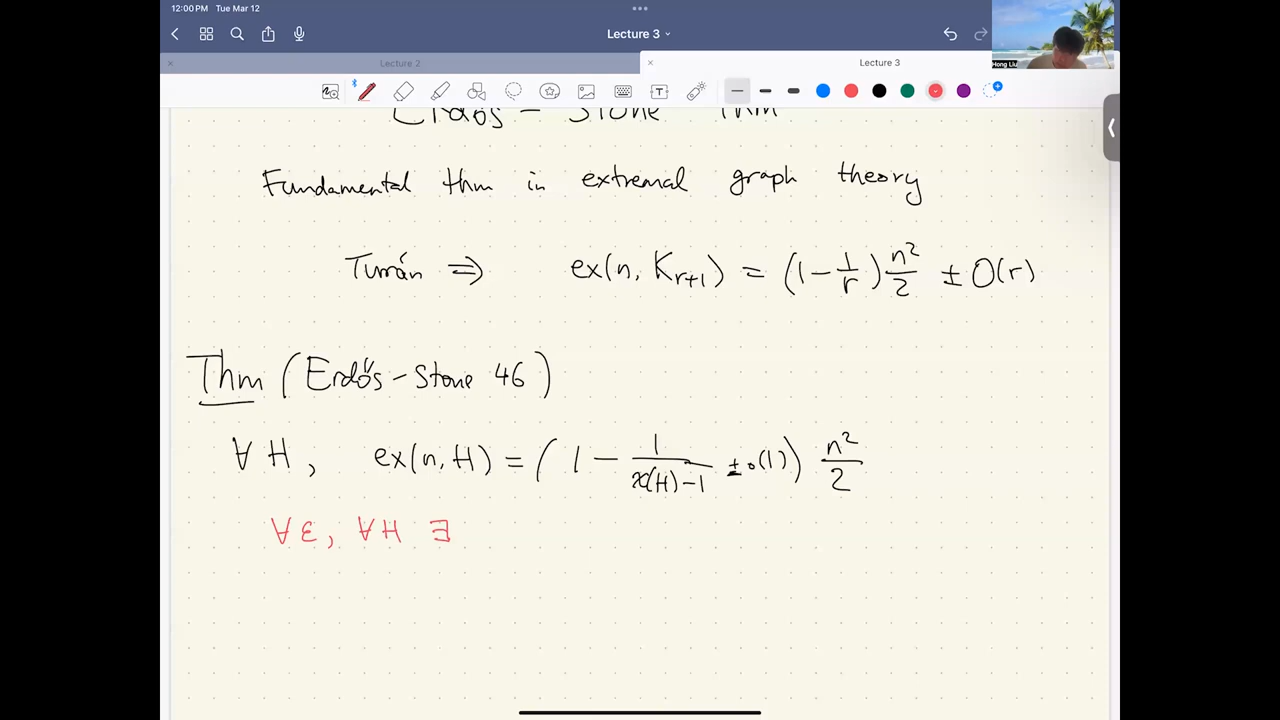 12:00 PM Tue Mar 12
Lecture 3
Hong Liu
Lecture 2
Lecture 3
Erdős - Stone Thm
Fundamental thm in extremal graph theory
Turán ⇒ ex(n, K_{r+1}) = (1 - 1/r) n²/2 ± O(r)
Thm (Erdős - Stone 46)
∀ H, ex(n, H) = (1 - 1/(χ(H)-1) ± o(1)) n²/2
∀ ε, ∀ H ∃